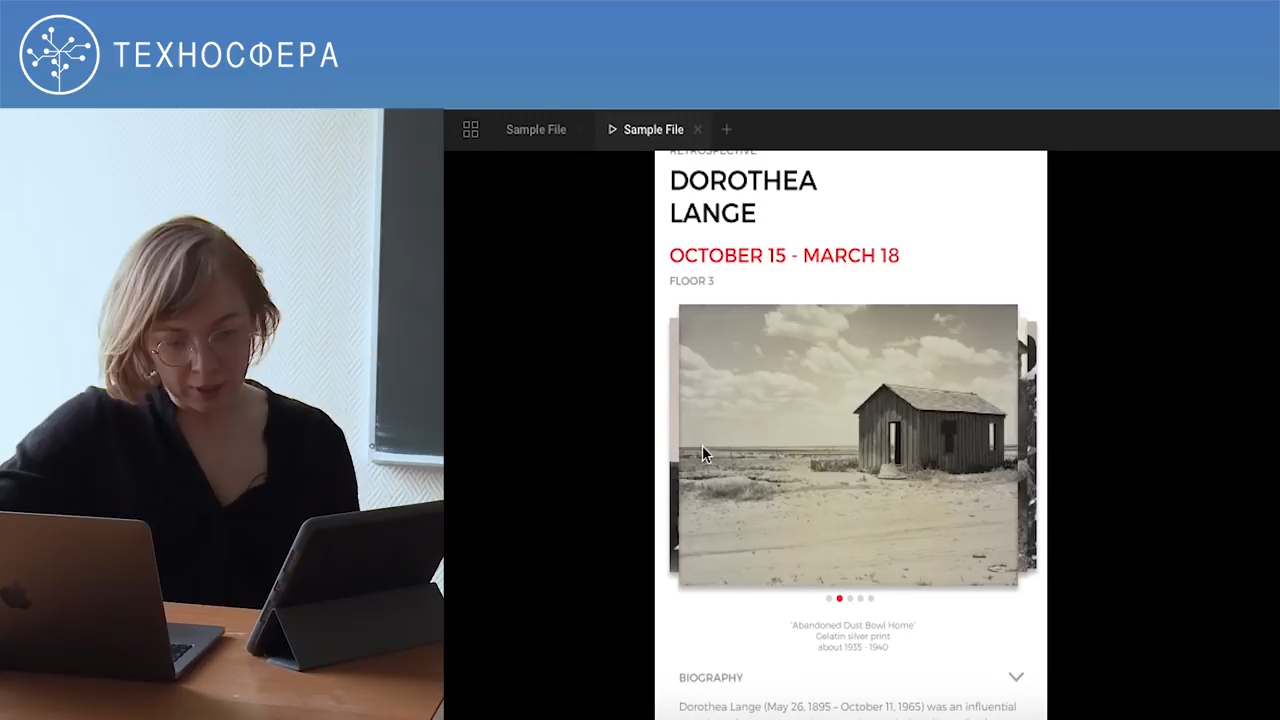 ТЕХНОСФЕРА
Sample File
Sample File
RETROSPECTIVE
DOROTHEA
LANGE
OCTOBER 15 - MARCH 18
FLOOR 3
"Abandoned Dust Bowl Home"
Gelatin silver print
about 1935 - 1940
BIOGRAPHY
Dorothea Lange (May 26, 1895 – October 11, 1965) was an influential